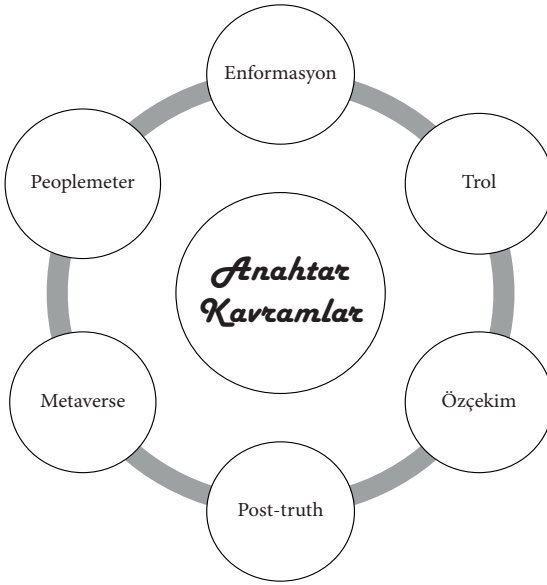 Enformasyon
Peoplemeter
Trol
Anahtar
Kavramlar
Metaverse
Özçekim
Post-truth